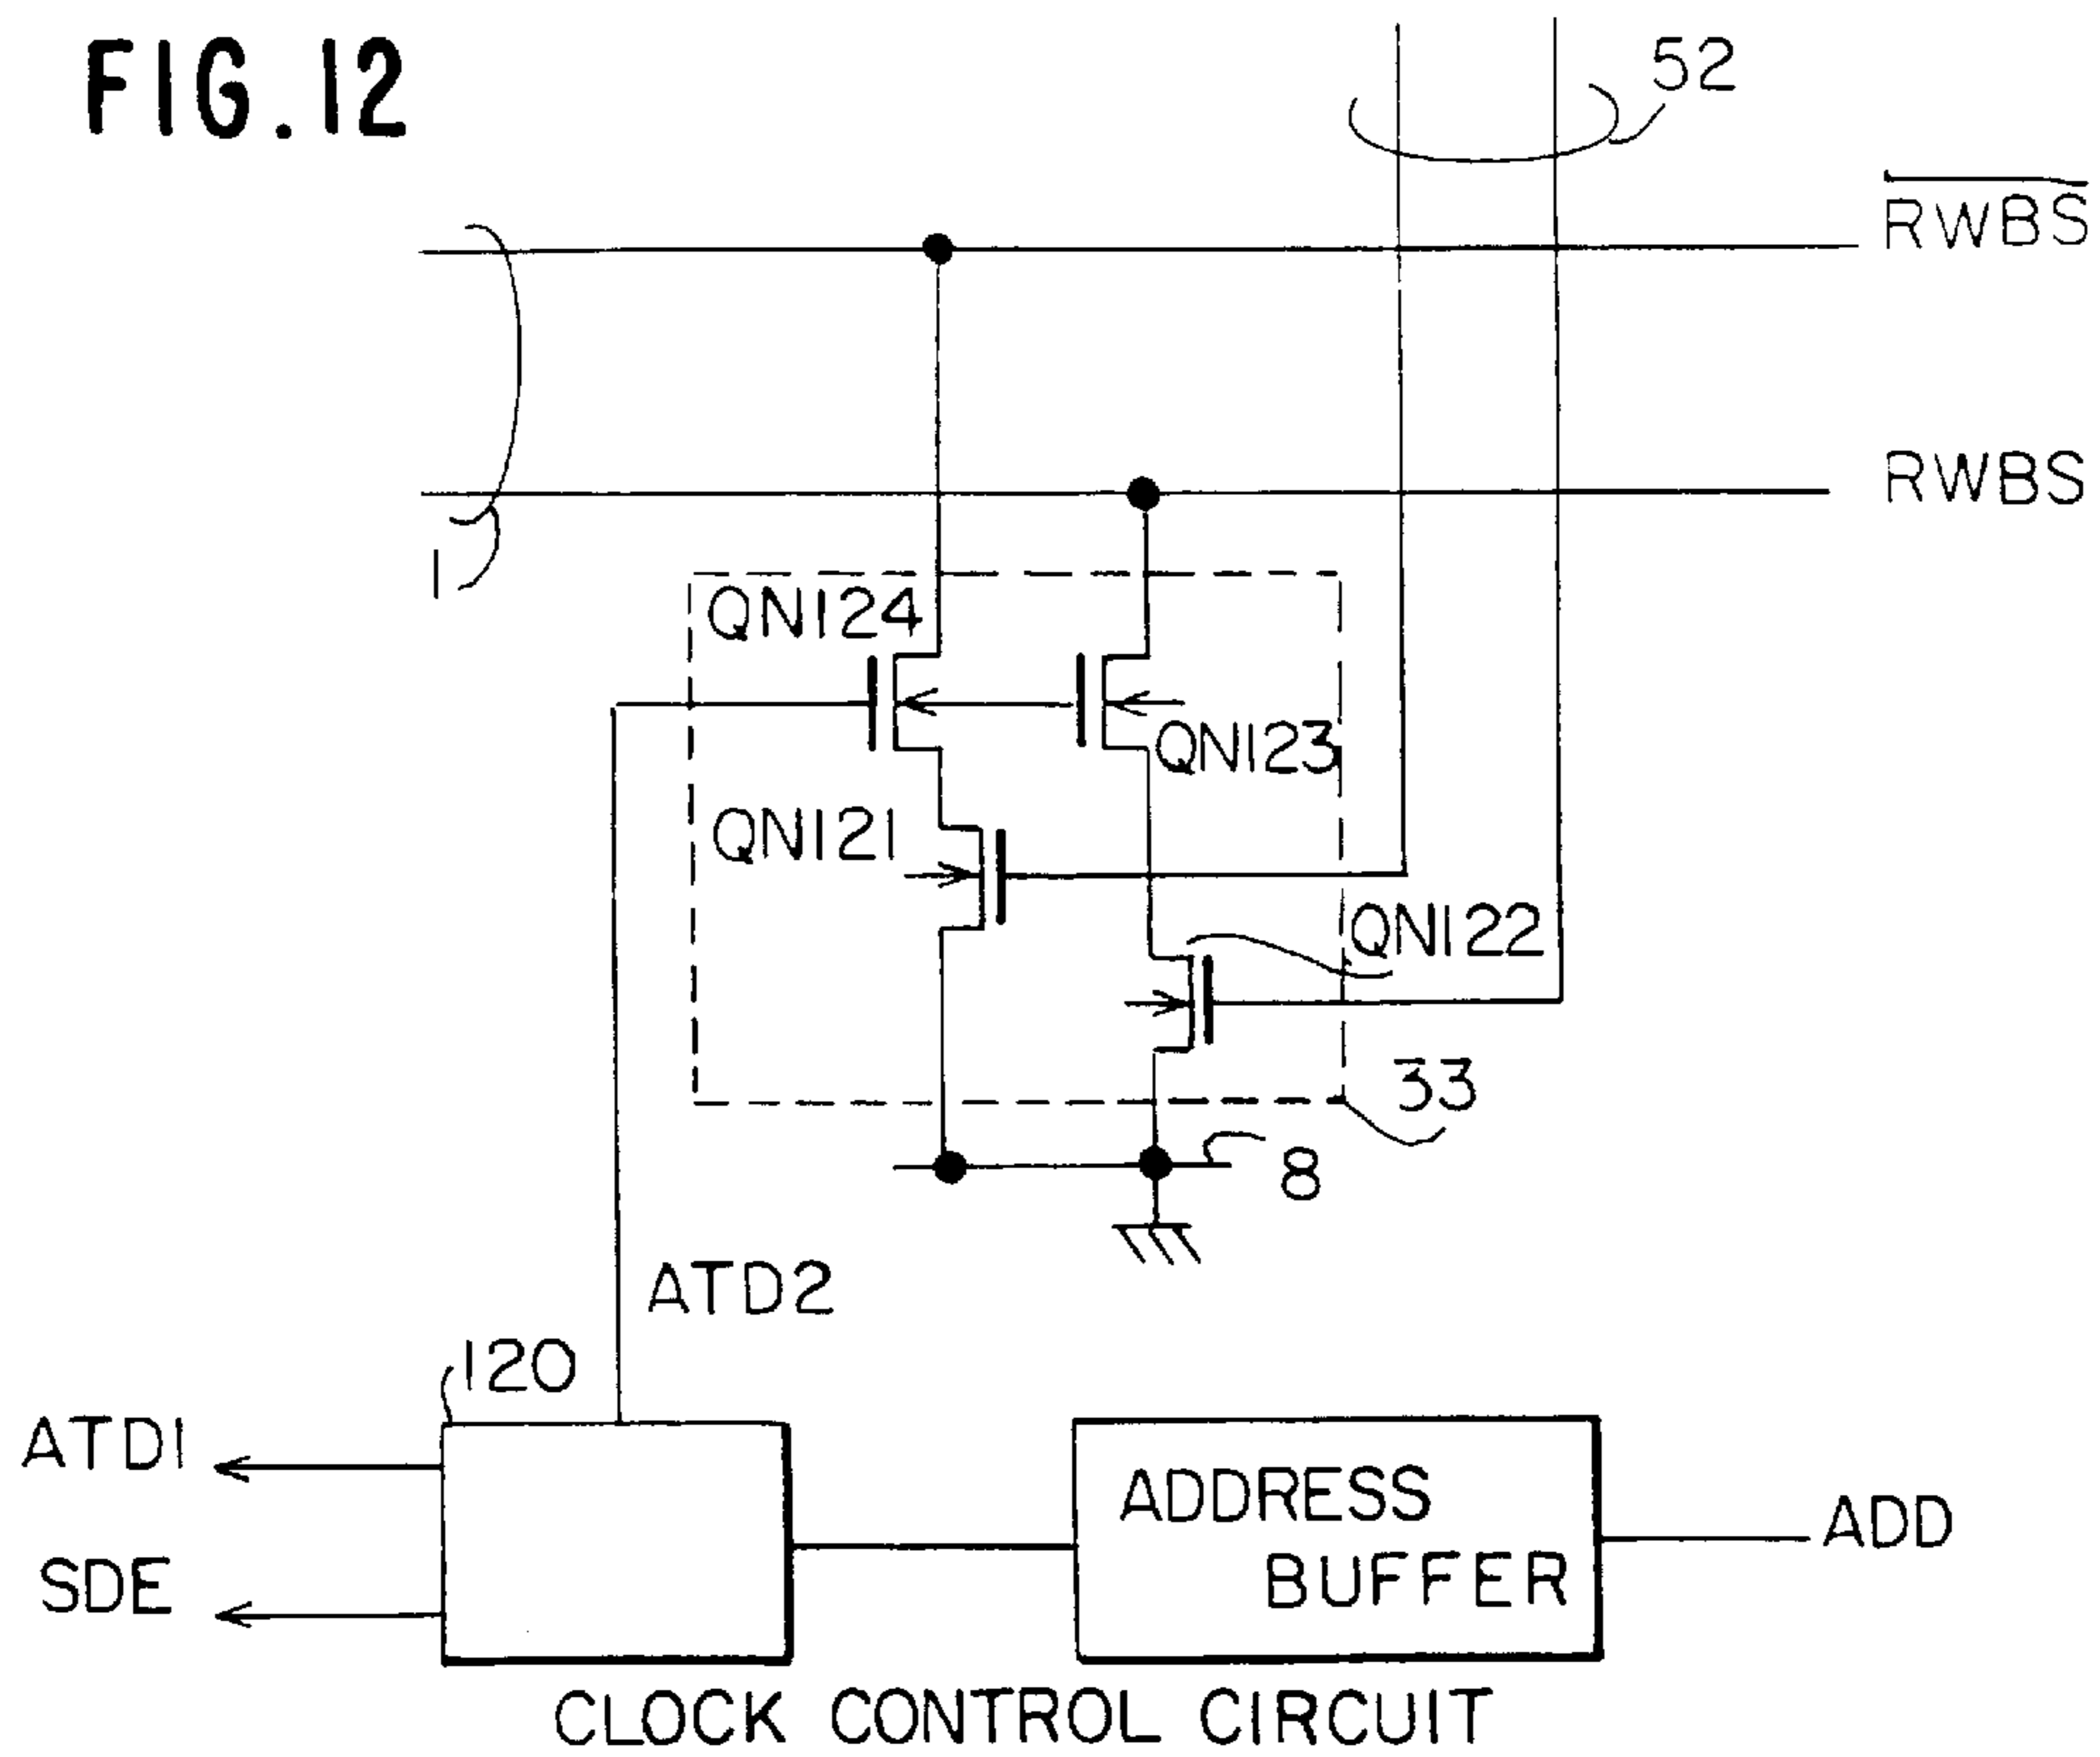 FIG.12
52
R̅W̅B̅S̅
RWBS
1
QN124
QN123
QN121
QN122
33
8
ATD2
120
ATD1
SDE
ADDRESS
BUFFER
ADD
CLOCK CONTROL CIRCUIT